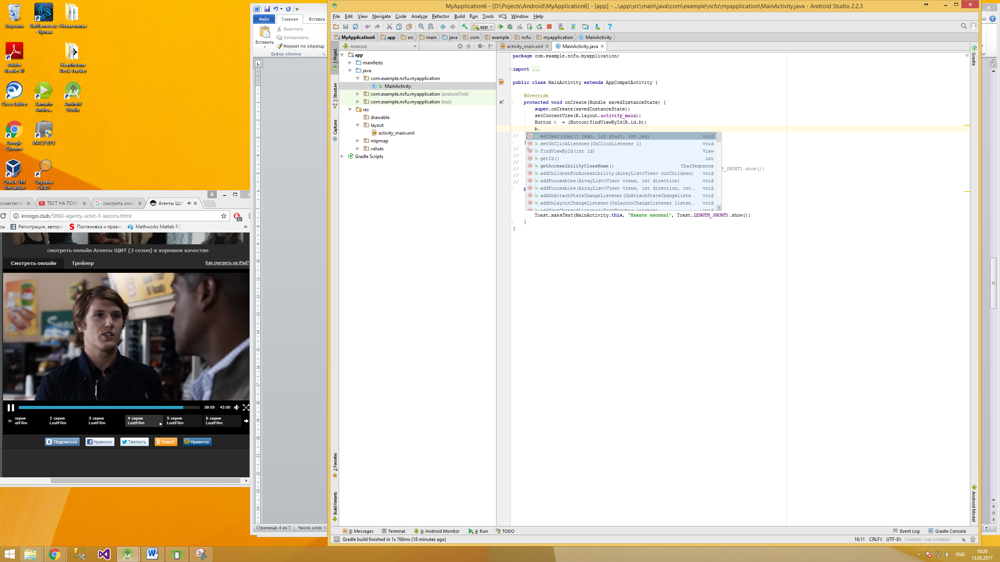 Корзина
Battle.net.exe - Ярлык
Новая папка
Adobe Reader XI
Hearthstone Deck Tracker
Cisco Jabber
Xamarin Andro...
Android Studio
Google Chrome
ИАСУ ВУЗ
Oracle VM VirtualBox
Справка СКФУ
ТЕСТ НА ПСИХ
смотреть онла
Агенты ЩИ
kinogo.club/5860-agenty-schit-3-sezons.html
22
Регистрация, автори
Постановка и прави
Mathworks Matlab R2
»
смотреть онлайн Агенты ЩИТ (3 сезон) в хорошем качестве
Смотреть онлайн
Трейлер
Как смотреть на iPad?
39:05 / 43:00
серия
stFilm
2 серия
LostFilm
3 серия
LostFilm
4 серия
LostFilm
5 серия
LostFilm
6 серия
LostFilm
Поделиться
Нравится
Твитнуть
Класс!
Нравится
Файл
Главная
Вставка
Вставить
Вырезать
Копировать
Формат по образцу
Буфер обмена
Страница: 4 из 7
Число слов: 1
MyApplication6 - [D:\Pojects\Android\MyApplication6] - [app] - ...\app\src\main\java\com\example\ncfu\myapplication\MainActivity.java - Android Studio 2.2.3
File Edit View Navigate Code Analyze Refactor Build Run Tools VCS Window Help
app
MyApplication6 app src main java com example ncfu myapplication MainActivity
1: Project
7: Structure
Captures
2: Favorites
Build Variants
Android
app
manifests
java
com.example.ncfu.myapplication
MainActivity
com.example.ncfu.myapplication (androidTest)
com.example.ncfu.myapplication (test)
res
drawable
layout
activity_main.xml
mipmap
values
Gradle Scripts
activity_main.xml
MainActivity.java
package com.example.ncfu.myapplication;
import ...
public class MainActivity extends AppCompatActivity {
@Override
protected void onCreate(Bundle savedInstanceState) {
super.onCreate(savedInstanceState);
setContentView(R.layout.activity_main);
Button b  = (Button)findViewById(R.id.b);
b.
//
setText(char[] text, int start, int len) void
setOnClickListener(OnClickListener l) void
findViewById(int id) View
getId() int
getAccessibilityClassName() CharSequence
addChildrenForAccessibility(ArrayList<View> outChildren) void
addFocusables(ArrayList<View> views, int direction) void
addFocusables(ArrayList<View> views, int direction, int... void
addOnAttachStateChangeListener(OnAttachStateChangeListe... void
addOnLayoutChangeListener(OnLayoutChangeListener listen... void
addTextChangedListener(TextWatcher watcher) void
}
//
//
//
//
H_SHORT).show();
//
//
p
Toast.makeText(MainActivity.this, "Нажата кнопка1", Toast.LENGTH_SHORT).show();
}
}
Gradle
Android Model
0: Messages
Terminal
6: Android Monitor
4: Run
TODO
Event Log
Gradle Console
Gradle build finished in 1s 766ms (18 minutes ago)
16:11
CRLF
UTF-8
Context: <no context>
ENG
10:20
13.03.2017